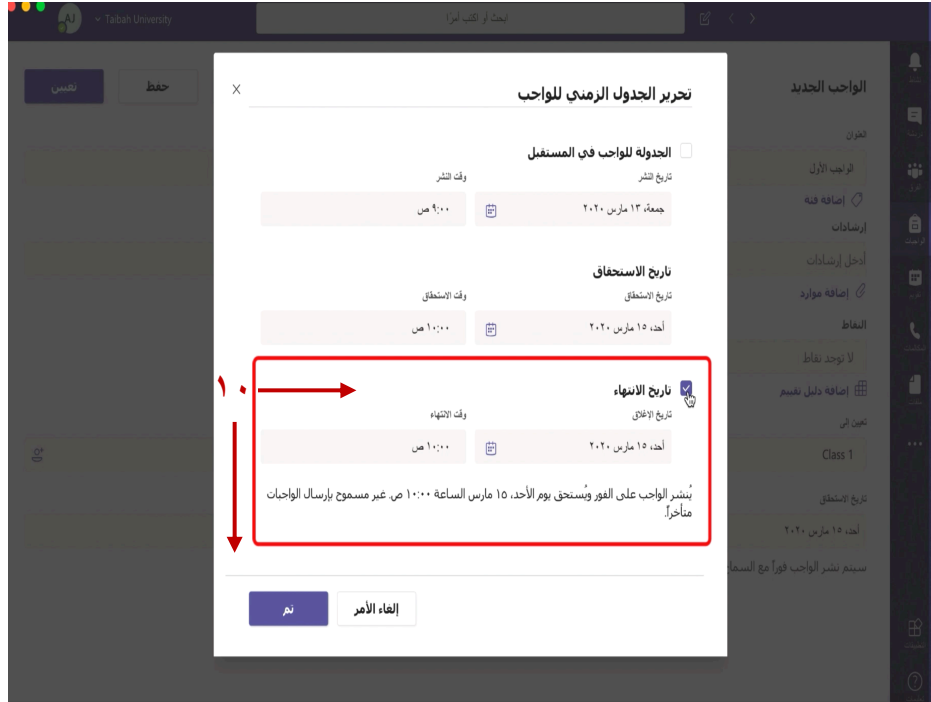 Taibah University
ابحث أو اكتب أمرًا
AJ
الواجب الجديد
حفظ
تعيين
العنوان
الواجب الأول
إضافة فئة
إرشادات
أدخل إرشادات
إضافة موارد
النقاط
لا توجد نقاط
إضافة دليل تقييم
تعيين إلى
Class 1
تاريخ الاستحقاق
أحد، ١٥ مارس ٢٠٢٠
سيتم نشر الواجب فوراً مع السماح
تحرير الجدول الزمني للواجب
X
الجدولة للواجب في المستقبل
تاريخ النشر
وقت النشر
جمعة، ١٣ مارس ٢٠٢٠
٩:٠٠ ص
تاريخ الاستحقاق
تاريخ الاستحقاق
وقت الاستحقاق
أحد، ١٥ مارس ٢٠٢٠
١٠:٠٠ ص
١٠
تاريخ الانتهاء
تاريخ الإغلاق
وقت الانتهاء
أحد، ١٥ مارس ٢٠٢٠
١٠:٠٠ ص
يُنشر الواجب على الفور ويُستحق يوم الأحد، ١٥ مارس الساعة ١٠:٠٠ ص. غير مسموح بإرسال الواجبات
متأخراً.
إلغاء الأمر
تم